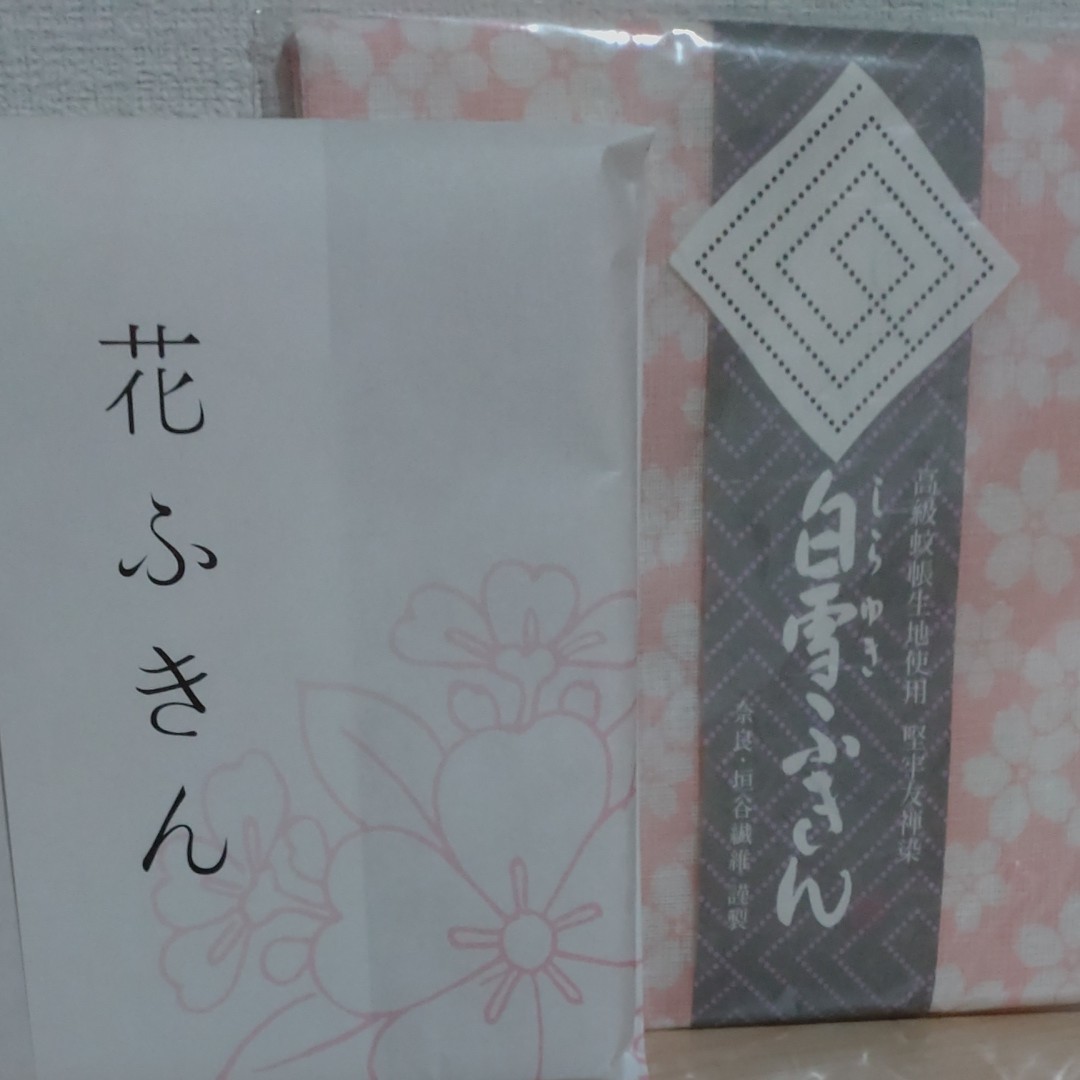 花ふきん
高級蚊帳生地使用 堅牢友禅染
しらゆき
白雪ふきん
奈良・垣谷繊維 謹製